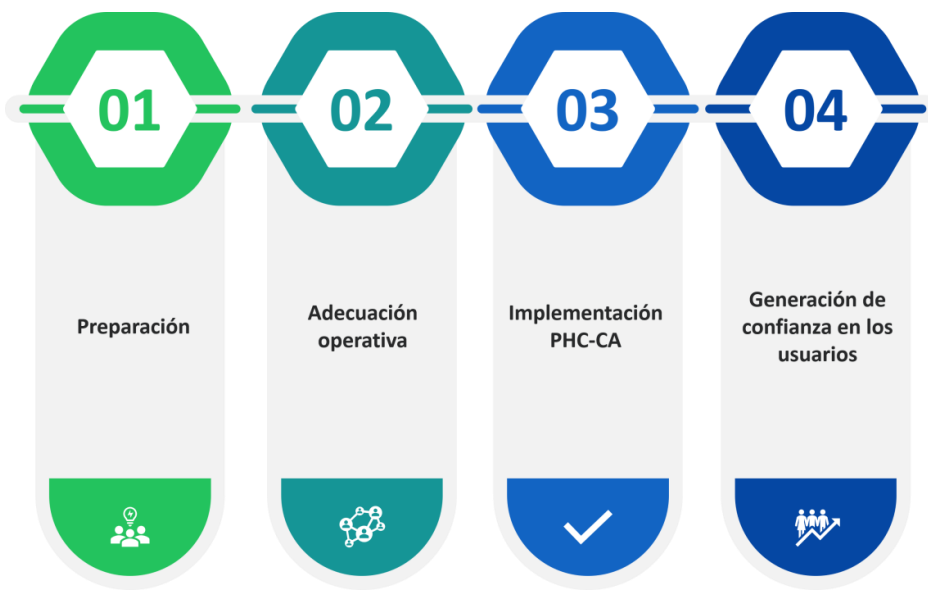 01
02
03
04
Preparación
Adecuación
operativa
Implementación
PHC-CA
Generación de
confianza en los
usuarios